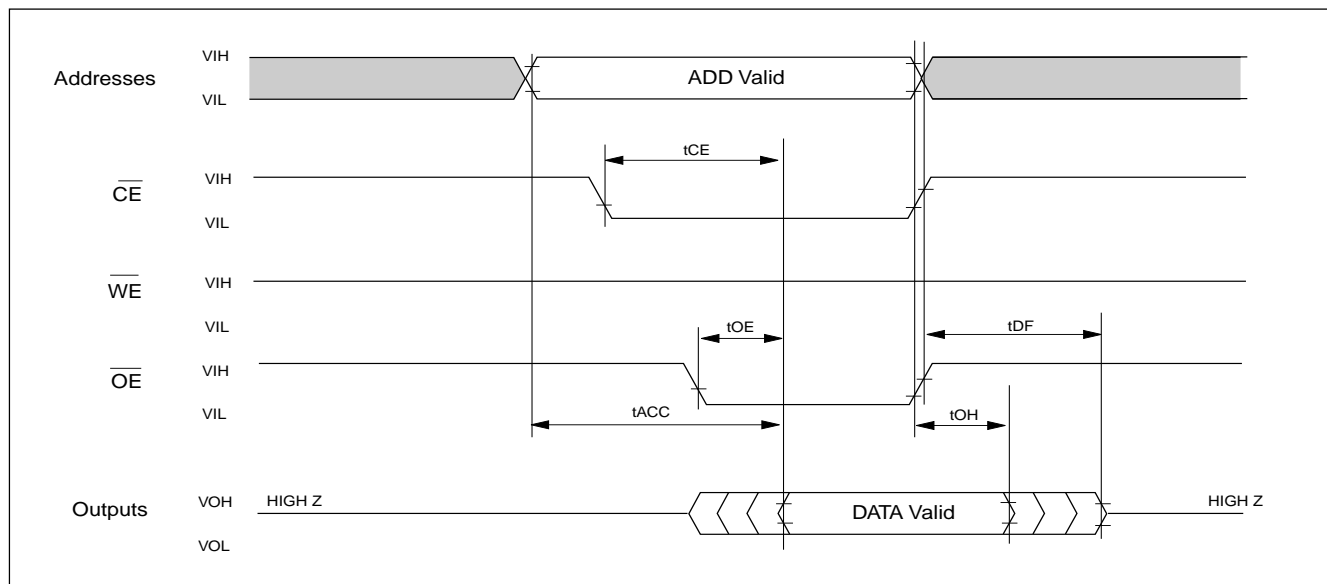 Addresses
VIH
VIL
ADD Valid
tCE
CE
VIH
VIL
WE
VIH
VIL
tOE
tDF
OE
VIH
VIL
tACC
tOH
Outputs
VOH
VOL
HIGH Z
DATA Valid
HIGH Z